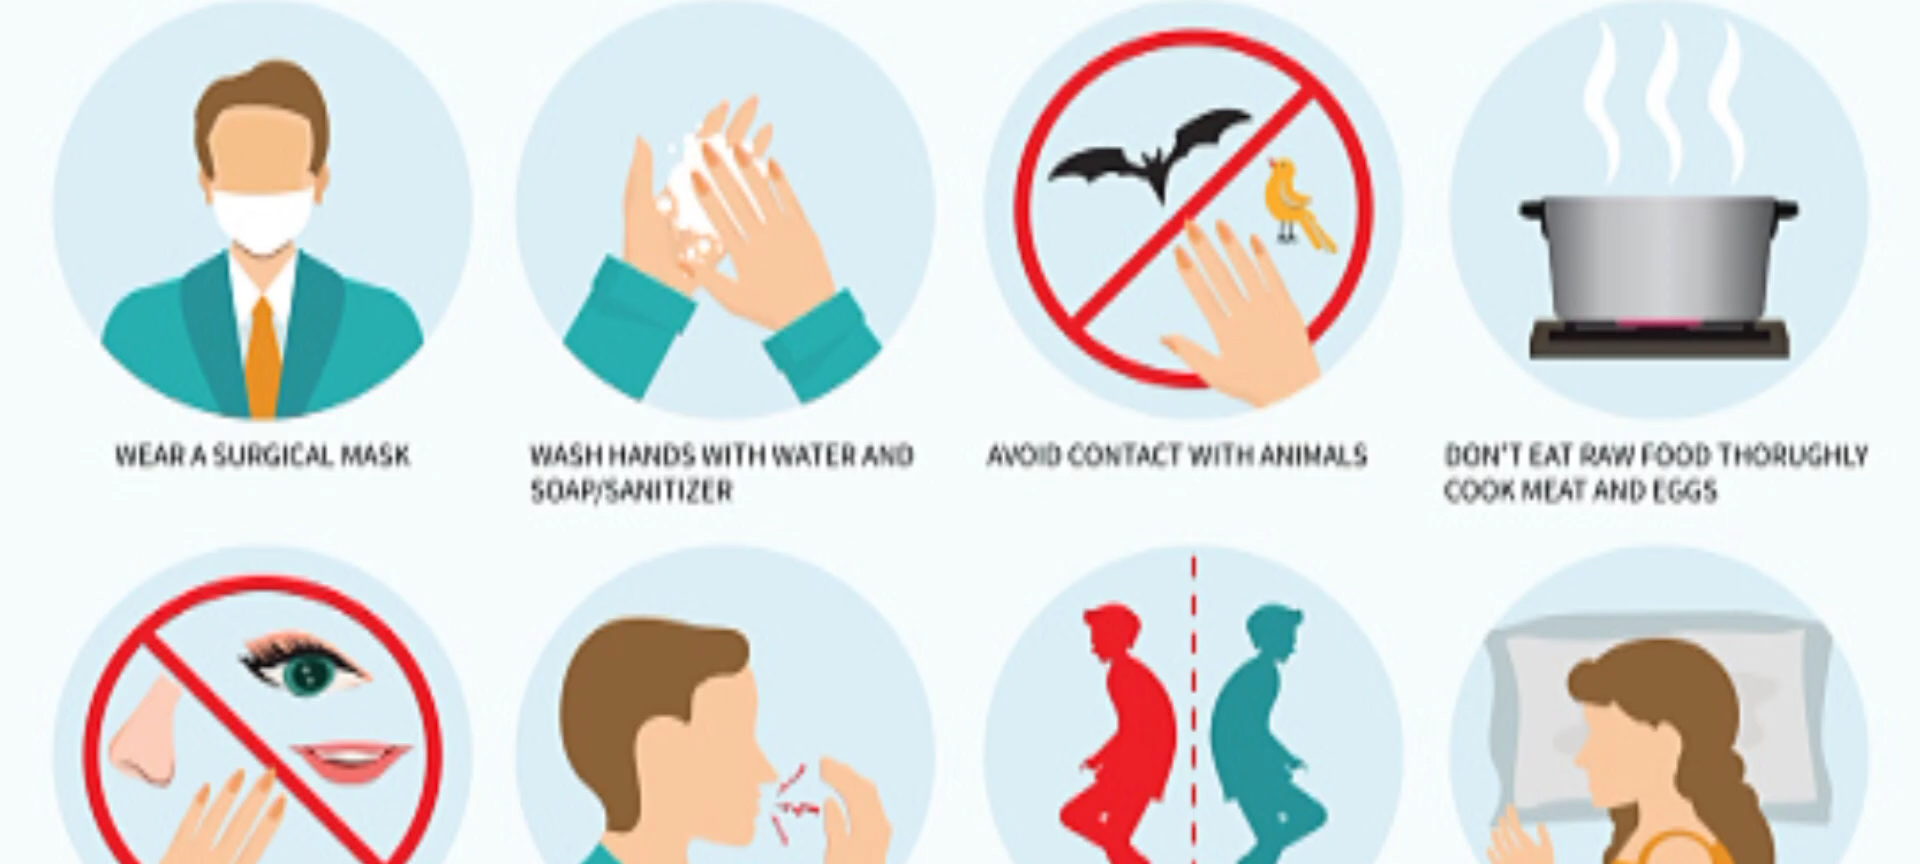 WEAR A SURGICAL MASK
WASH HANDS WITH WATER AND
SOAP/SANITIZER
AVOID CONTACT WITH ANIMALS
DON'T EAT RAW FOOD THORUGHLY
COOK MEAT AND EGGS